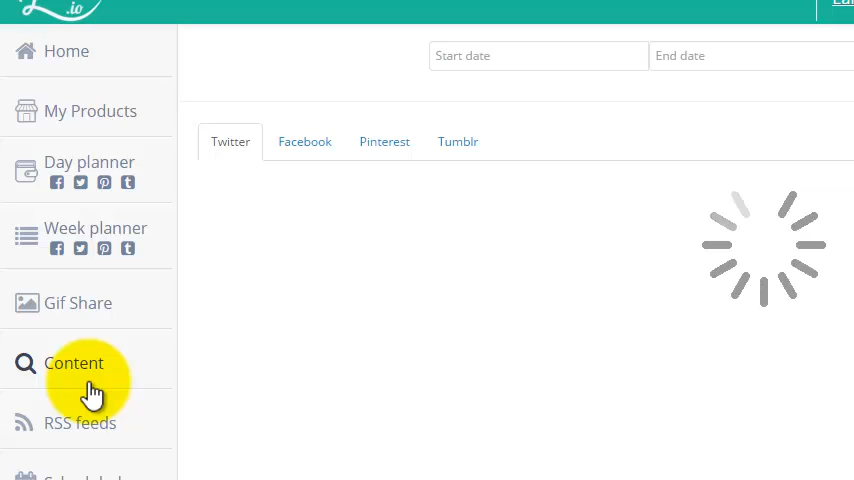 .io
Home
Start date
End date
My Products
Twitter
Facebook
Pinterest
Tumblr
Day planner
Week planner
Gif Share
Content
RSS feeds